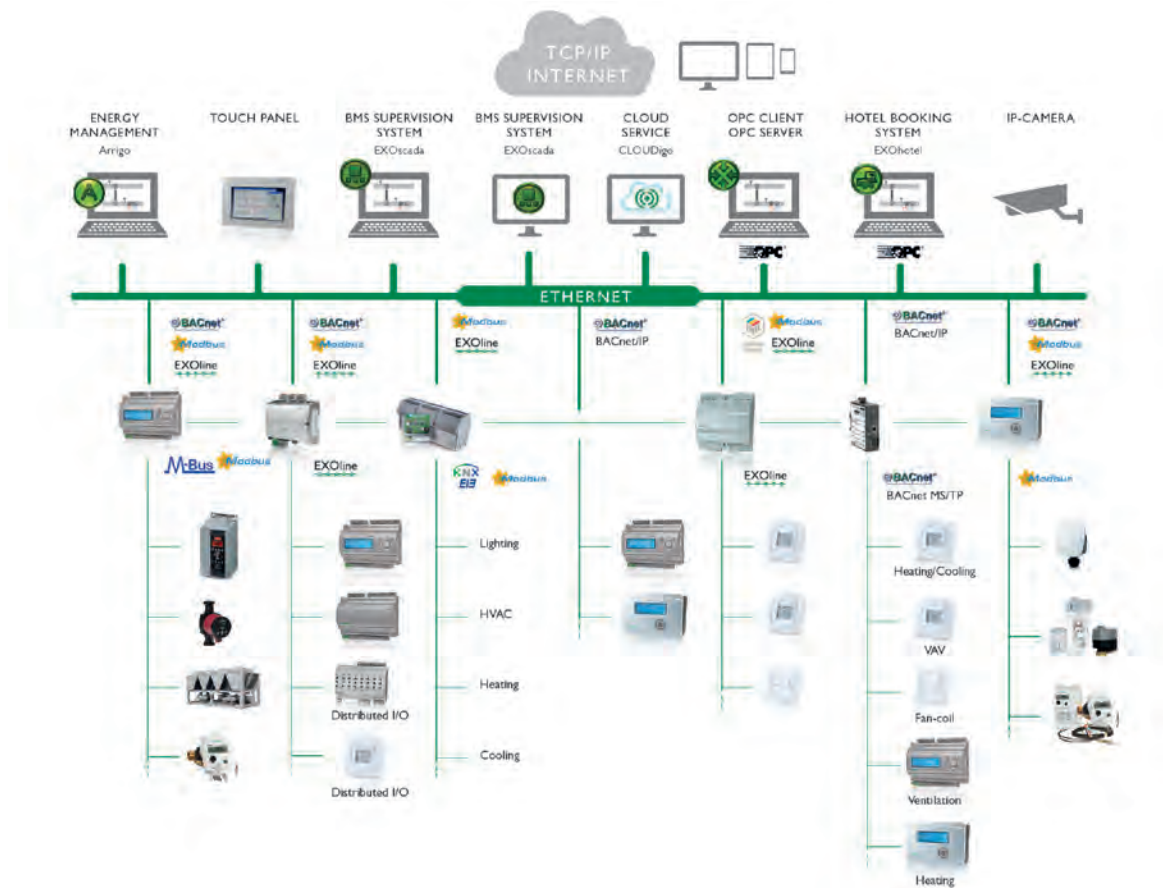 TCP/IP
INTERNET
ENERGY
MANAGEMENT
Arrigo
TOUCH PANEL
BMS SUPERVISION
SYSTEM
EXOscada
BMS SUPERVISION
SYSTEM
EXOscada
CLOUD
SERVICE
CLOUDigo
OPC CLIENT
OPC SERVER
HOTEL BOOKING
SYSTEM
EXOhotel
IP-CAMERA
A
OPC
OPC
ETHERNET
BACnet
Modbus
EXOline
BACnet
Modbus
EXOline
Modbus
EXOline
BACnet
BACnet/IP
Modbus
EXOline
BACnet
BACnet/IP
BACnet
Modbus
EXOline
M-Bus
Modbus
EXOline
KNX
EIB
Modbus
EXOline
BACnet
BACnet MS/TP
Modbus
Lighting
HVAC
Heating
Cooling
Distributed I/O
Distributed I/O
Heating/Cooling
VAV
Fan-coil
Ventilation
Heating